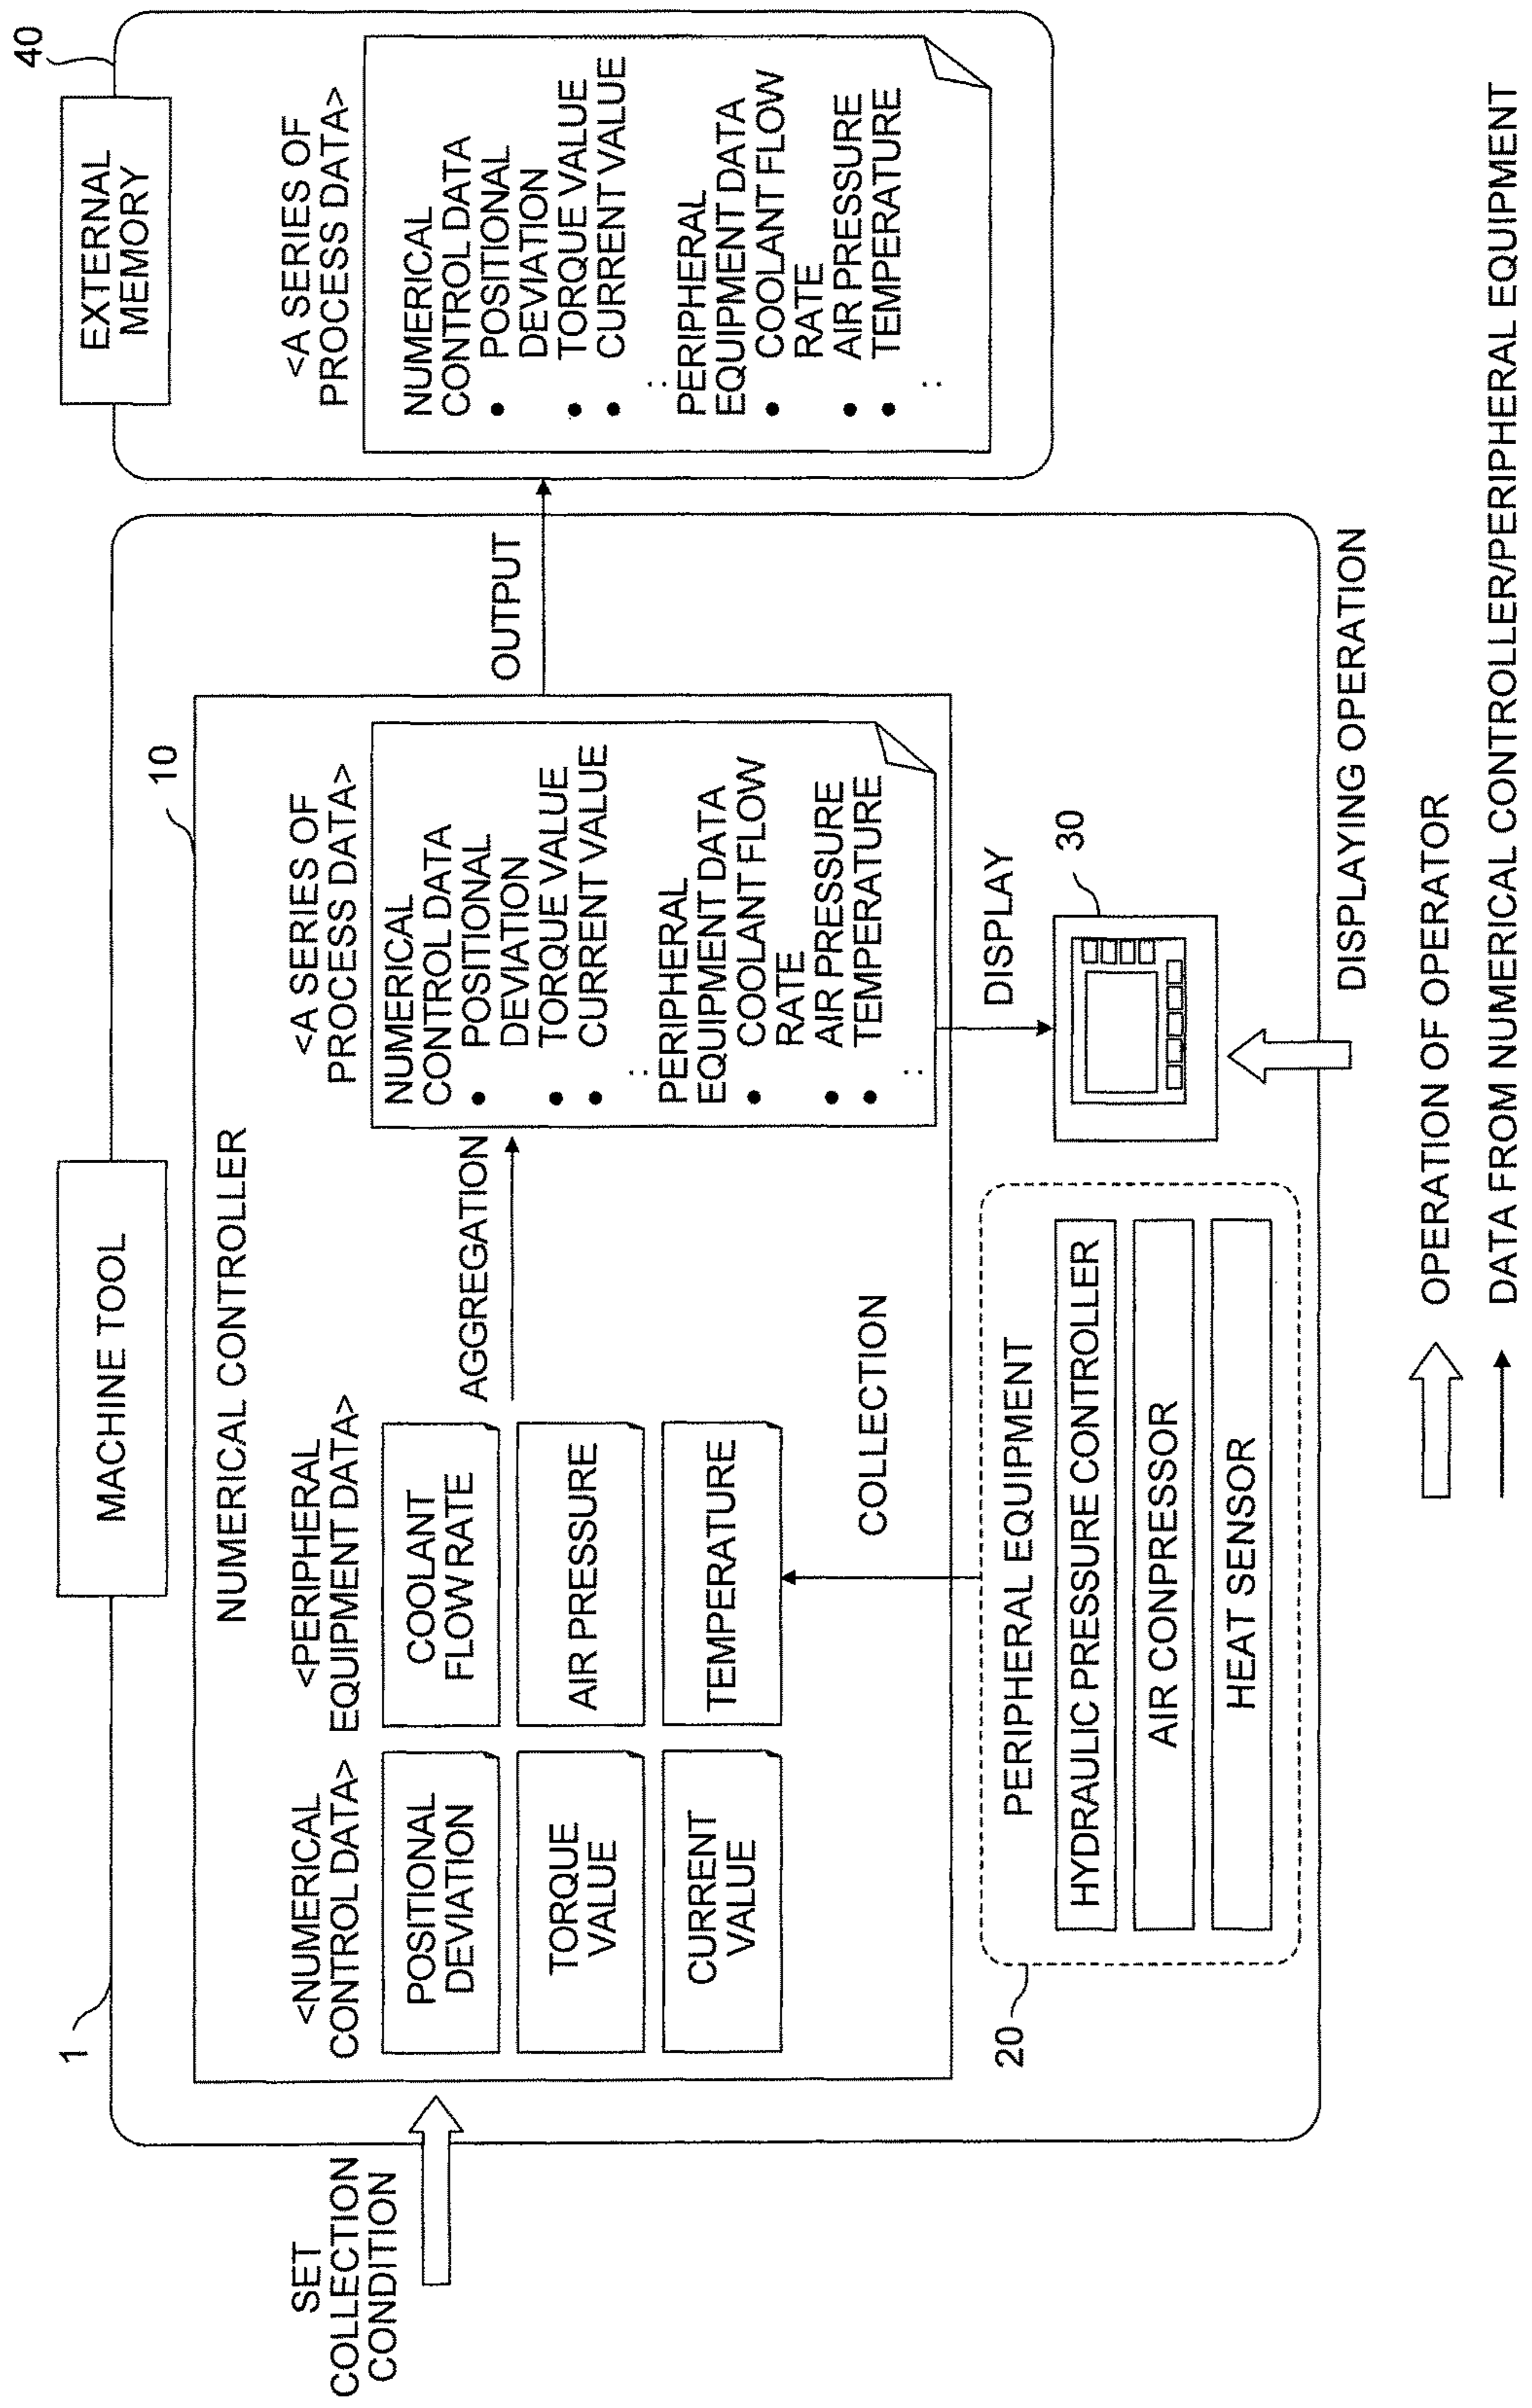 MACHINE TOOL
1
NUMERICAL CONTROLLER
10
SET
COLLECTION
CONDITION
<NUMERICAL
CONTROL DATA>
POSITIONAL
DEVIATION
TORQUE
VALUE
CURRENT
VALUE
<PERIPHERAL
EQUIPMENT DATA>
COOLANT
FLOW RATE
AIR PRESSURE
TEMPERATURE
AGGREGATION
COLLECTION
<A SERIES OF
PROCESS DATA>
NUMERICAL
CONTROL DATA
• POSITIONAL
DEVIATION
• TORQUE VALUE
• CURRENT VALUE
:
PERIPHERAL
EQUIPMENT DATA
• COOLANT FLOW
RATE
• AIR PRESSURE
• TEMPERATURE
:
OUTPUT
DISPLAY
30
DISPLAYING OPERATION
20
PERIPHERAL EQUIPMENT
HYDRAULIC PRESSURE CONTROLLER
AIR CONPRESSOR
HEAT SENSOR
EXTERNAL
MEMORY
40
<A SERIES OF
PROCESS DATA>
NUMERICAL
CONTROL DATA
• POSITIONAL
DEVIATION
• TORQUE VALUE
• CURRENT VALUE
:
PERIPHERAL
EQUIPMENT DATA
• COOLANT FLOW
RATE
• AIR PRESSURE
• TEMPERATURE
:
OPERATION OF OPERATOR
DATA FROM NUMERICAL CONTROLLER/PERIPHERAL EQUIPMENT